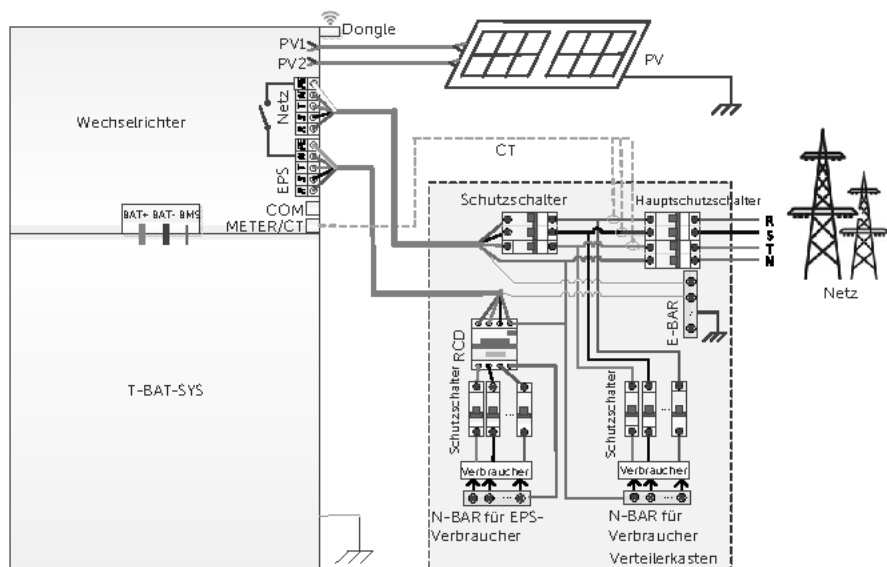 Dongle
PV1
PV2
PV
Wechselrichter
Netz
PE
N
T
S
R
EPS
PE
N
T
S
R
CT
COM
BAT+ BAT- BMS
METER/CT
Schutzschalter
Hauptschutzschalter
R
S
T
N
Netz
E-BAR
RCD
T-BAT-SYS
Schutzschalter
...
Schutzschalter
...
Verbraucher
Verbraucher
...
...
N-BAR für EPS-
Verbraucher
N-BAR für
Verbraucher
Verteilerkasten